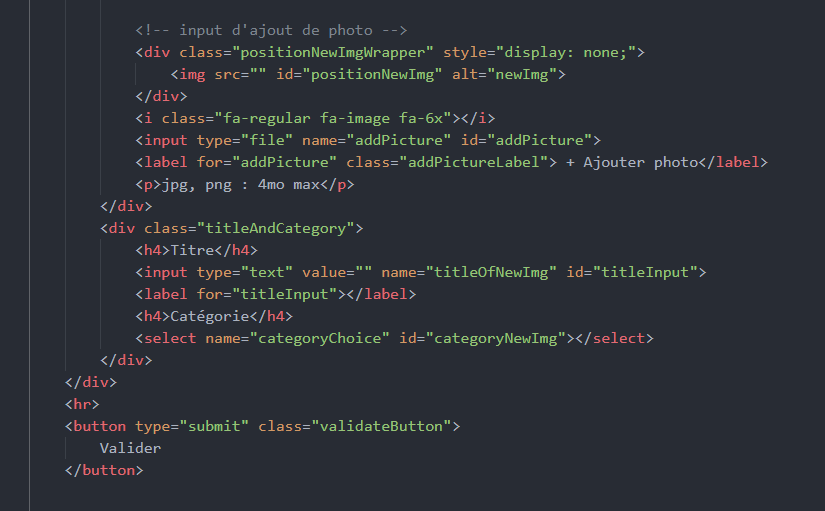 <!-- input d'ajout de photo -->
<div class="positionNewImgWrapper" style="display: none;">
<img src="" id="positionNewImg" alt="newImg">
</div>
<i class="fa-regular fa-image fa-6x"></i>
<input type="file" name="addPicture" id="addPicture">
<label for="addPicture" class="addPictureLabel"> + Ajouter photo</label>
<p>jpg, png : 4mo max</p>
</div>
<div class="titleAndCategory">
<h4>Titre</h4>
<input type="text" value="" name="titleOfNewImg" id="titleInput">
<label for="titleInput"></label>
<h4>Catégorie</h4>
<select name="categoryChoice" id="categoryNewImg"></select>
</div>
</div>
<hr>
<button type="submit" class="validateButton">
Valider
</button>